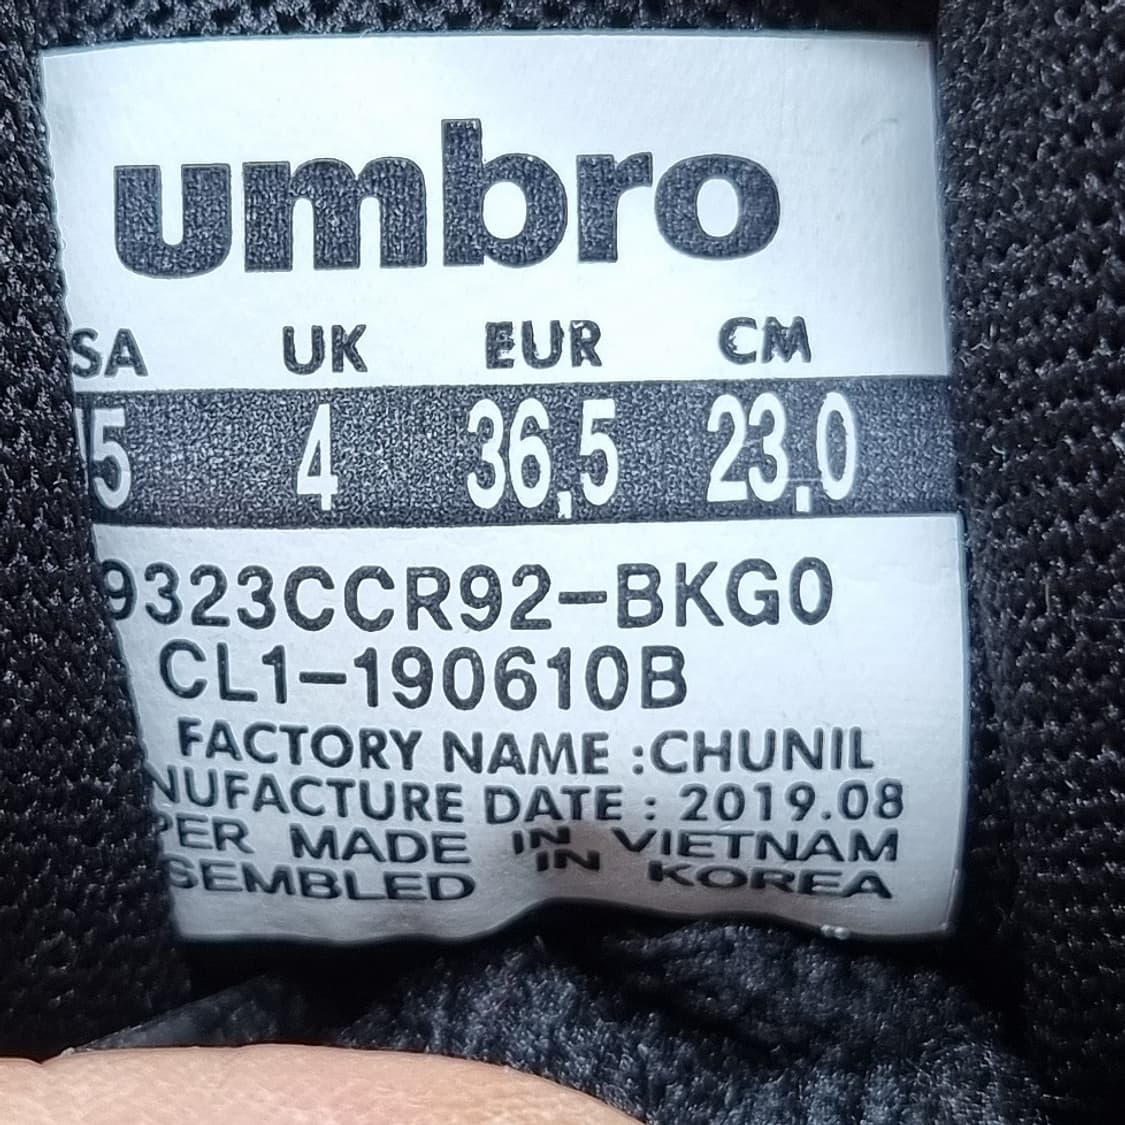 umbro
SA UK EUR CM
5 4 36.5 23.0
9323CCR92-BKG0
CL1-190610B
FACTORY NAME :CHUNIL
NUFACTURE DATE : 2019.08
PER MADE IN VIETNAM
SEMBLED IN KOREA